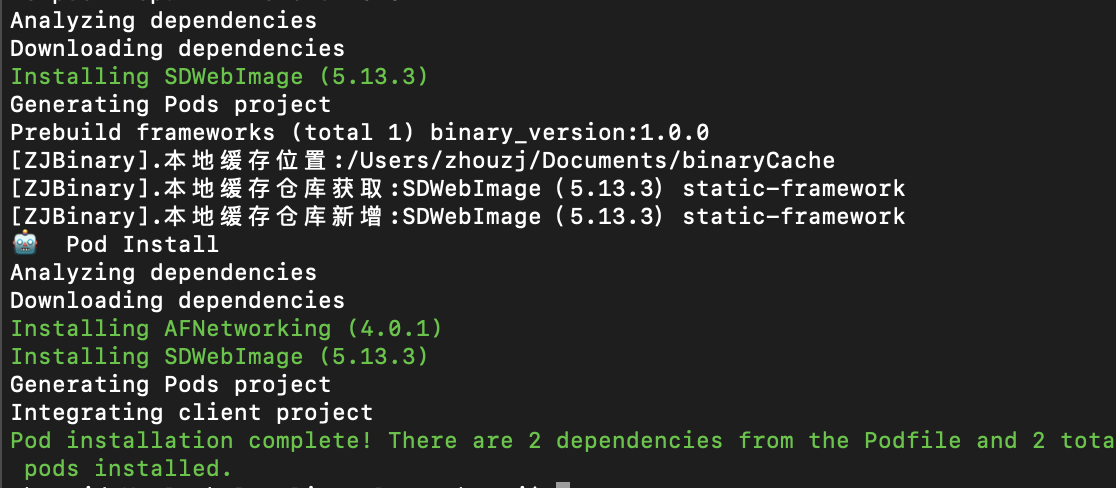 Analyzing dependencies
Downloading dependencies
Installing SDWebImage (5.13.3)
Generating Pods project
Prebuild frameworks (total 1) binary_version:1.0.0
[ZJBinary].本地缓存位置:/Users/zhouzj/Documents/binaryCache
[ZJBinary].本地缓存仓库获取:SDWebImage (5.13.3) static-framework
[ZJBinary].本地缓存仓库新增:SDWebImage (5.13.3) static-framework
🤖 Pod Install
Analyzing dependencies
Downloading dependencies
Installing AFNetworking (4.0.1)
Installing SDWebImage (5.13.3)
Generating Pods project
Integrating client project
Pod installation complete! There are 2 dependencies from the Podfile and 2 tota
pods installed.